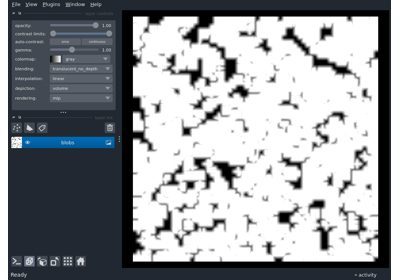 File View Plugins Window Help
opacity: 1.00
contrast limits:
auto-contrast: once continuous
gamma: 1.00
colormap: gray
blending: translucent_no_depth
interpolation: linear
depiction: volume
rendering: mip
blobs
Ready
activity